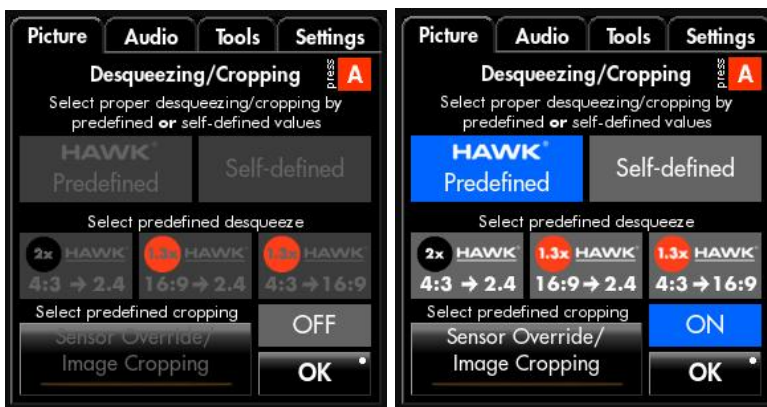 Picture Audio Tools Settings
Desqueezing/Cropping press A
Select proper desqueezing/cropping by
predefined or self-defined values
HAWK®
Predefined
Self-defined
Select predefined desqueeze
2x HAWK® 1.3x HAWK® 1.3x HAWK®
4:3 → 2.4 16:9 → 2.4 4:3 → 16:9
Select predefined cropping
OFF
Sensor Override/
Image Cropping
OK
Picture Audio Tools Settings
Desqueezing/Cropping press A
Select proper desqueezing/cropping by
predefined or self-defined values
HAWK®
Predefined
Self-defined
Select predefined desqueeze
2x HAWK® 1.3x HAWK® 1.3x HAWK®
4:3 → 2.4 16:9 → 2.4 4:3 → 16:9
Select predefined cropping
ON
Sensor Override/
Image Cropping
OK